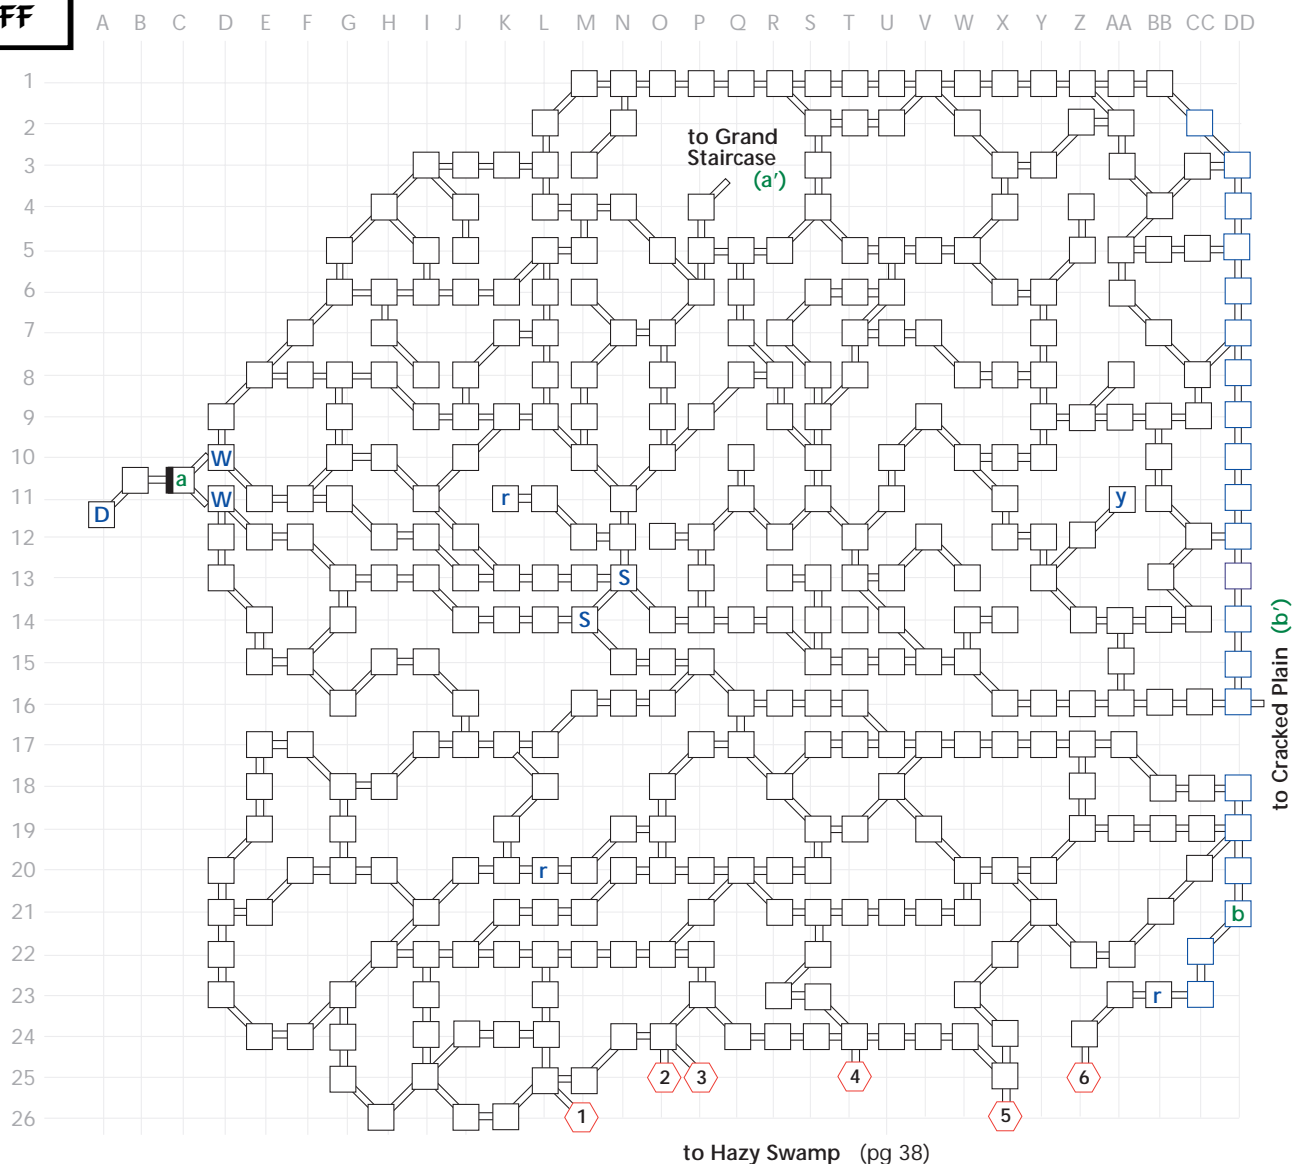 FF
A B C D E F G H I J K L M N O P Q R S T U V W X Y Z AA BB CC DD
1
2
to Grand
Staircase
(a')
3
4
5
6
7
8
9
10
W
a
11
W
r
y
D
12
13
S
14
S
15
16
to Cracked Plain (b')
17
18
19
20
r
21
b
22
23
r
24
25
2
3
4
6
26
1
5
to Hazy Swamp (pg 38)